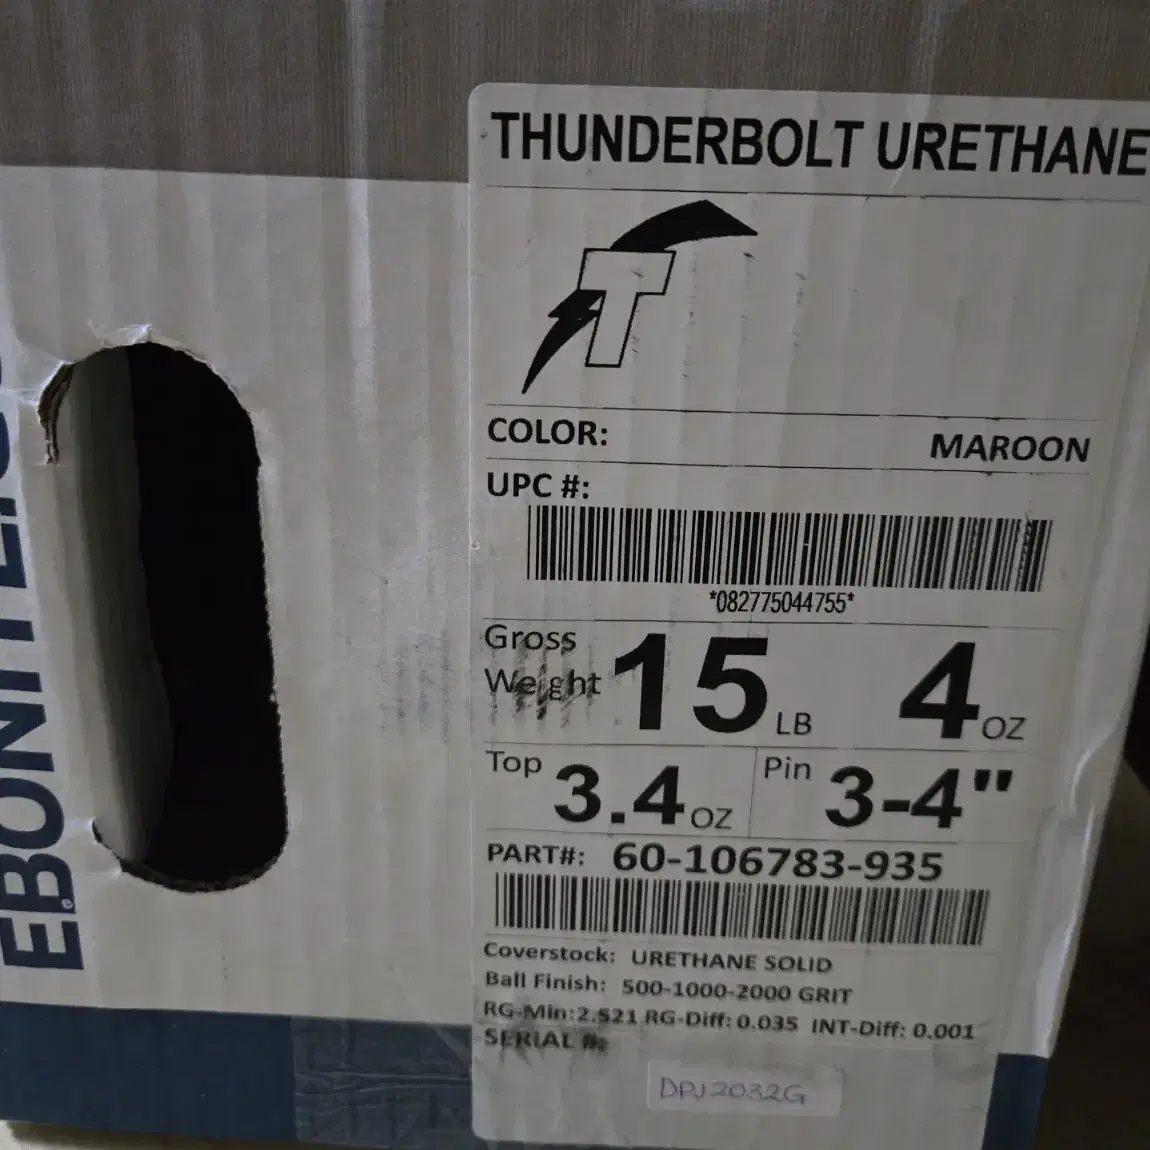 THUNDERBOLT URETHANE
T
COLOR: MAROON
UPC #:
*082775044755*
Gross Weight 15 LB 4 OZ
Top 3.4 OZ Pin 3-4"
PART#: 60-106783-935
Coverstock: URETHANE SOLID
Ball Finish: 500-1000-2000 GRIT
RG-Min:2.521 RG-Diff: 0.035 INT-Diff: 0.001
SERIAL #:
DPJ2032G